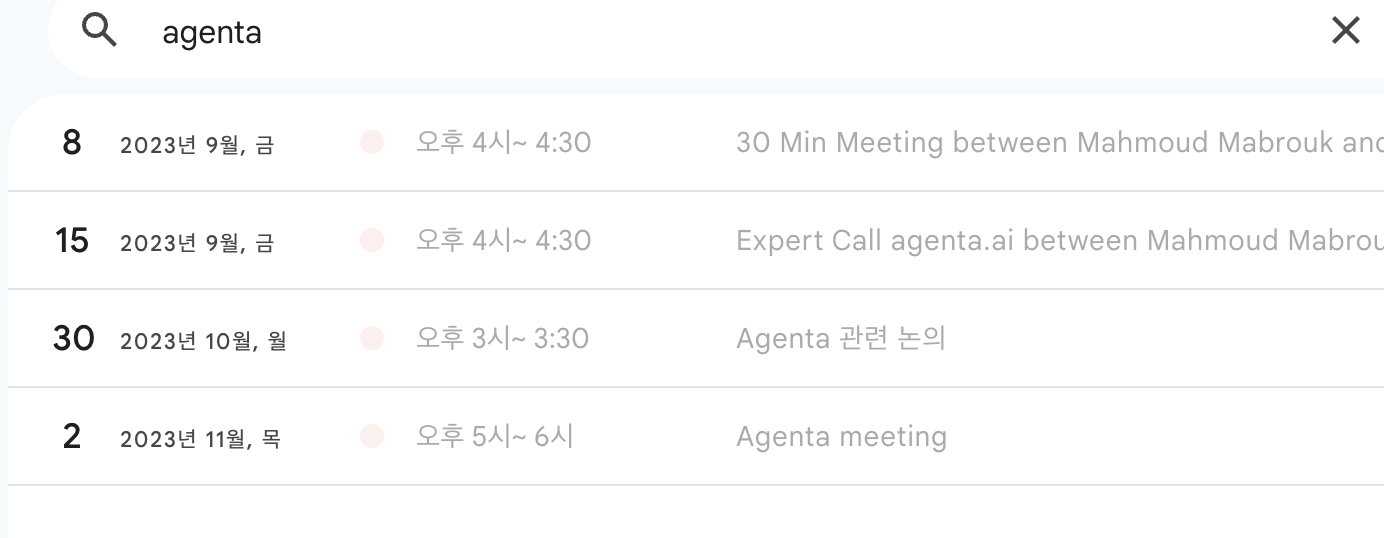 agenta
8 2023년 9월, 금 오후 4시~ 4:30 30 Min Meeting between Mahmoud Mabrouk and
15 2023년 9월, 금 오후 4시~ 4:30 Expert Call agenta.ai between Mahmoud Mabrou
30 2023년 10월, 월 오후 3시~ 3:30 Agenta 관련 논의
2 2023년 11월, 목 오후 5시~ 6시 Agenta meeting